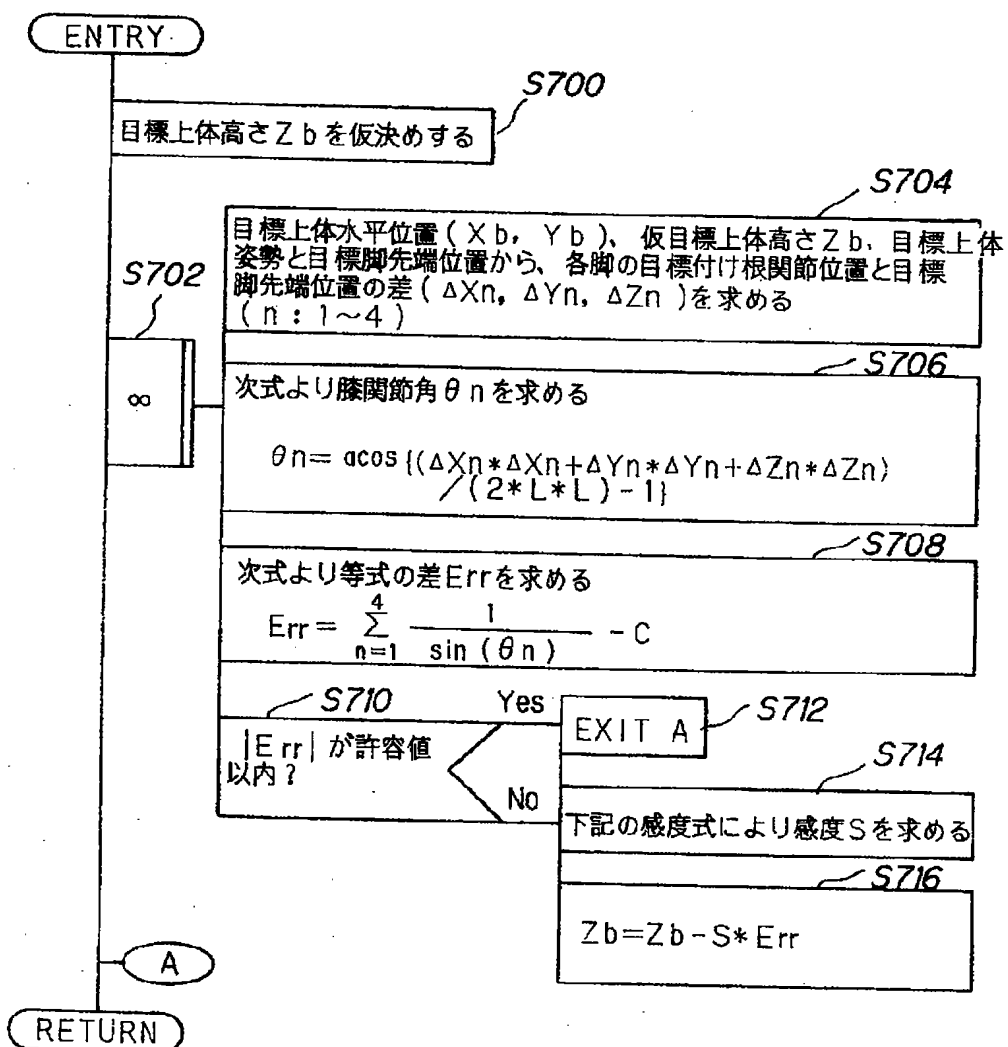 ENTRY
S700
目標上体高さZbを仮決めする
S704
目標上体水平位置(Xb, Yb)、仮目標上体高さZb、目標上体
姿勢と目標脚先端位置から、各脚の目標付け根関節位置と目標
脚先端位置の差(ΔXn, ΔYn, ΔZn)を求める
(n:1~4)
S702
∞
S706
次式より膝関節角θnを求める
θn= acos{(ΔXn*ΔXn+ΔYn*ΔYn+ΔZn*ΔZn)
/(2*L*L)-1}
S708
次式より等式の差Errを求める
Err= Σ[n=1→4] 1/sin(θn) -C
S710
|Err|が許容値
以内?
Yes
EXIT A
S712
No
S714
下記の感度式により感度Sを求める
S716
Zb=Zb-S*Err
A
RETURN